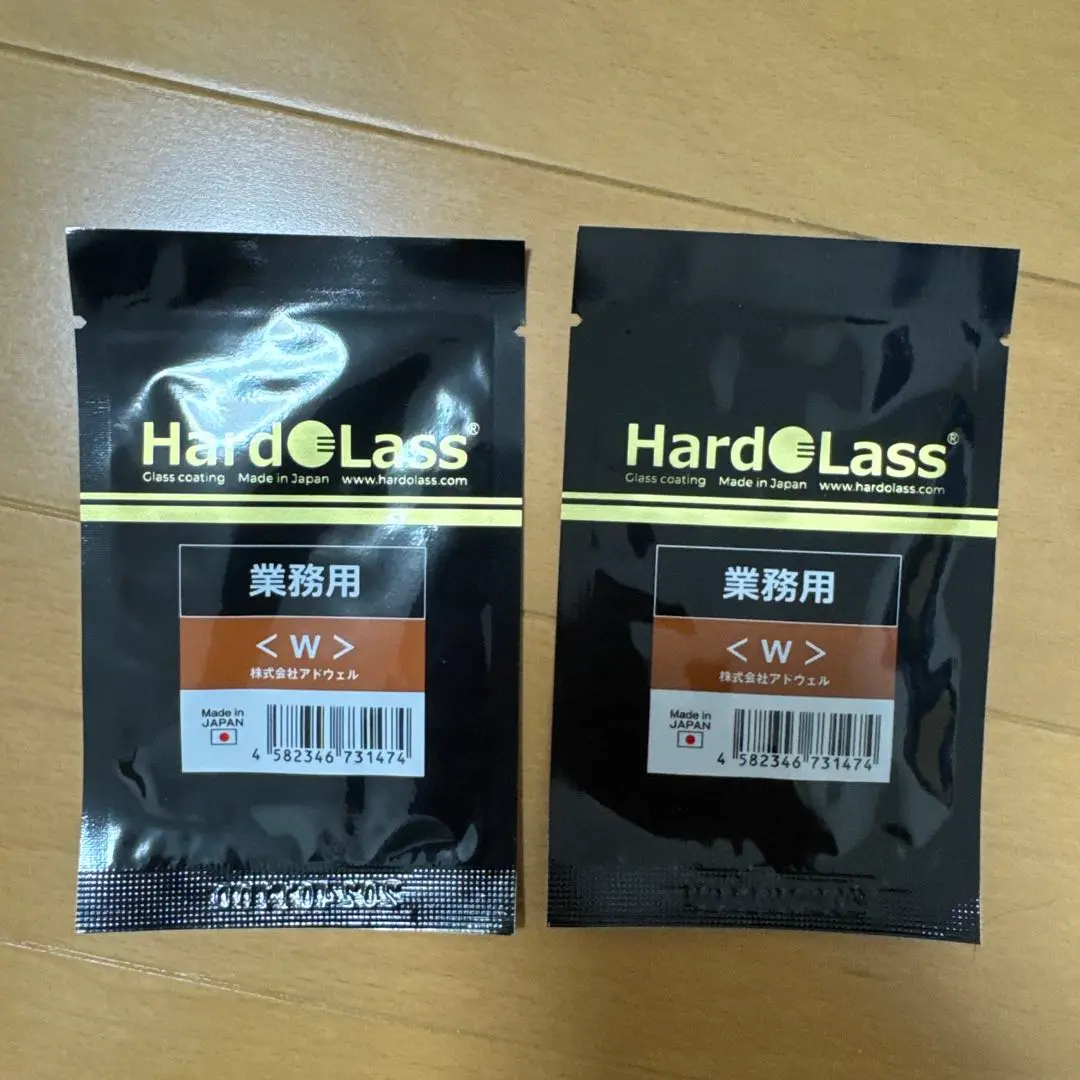 HardoLass®
Glass coating Made in Japan www.hardolass.com
業務用
<W>
株式会社アドウェル
Made in
JAPAN
4 582346 731474
HardoLass®
Glass coating Made in Japan www.hardolass.com
業務用
<W>
株式会社アドウェル
Made in
JAPAN
4 582346 731474